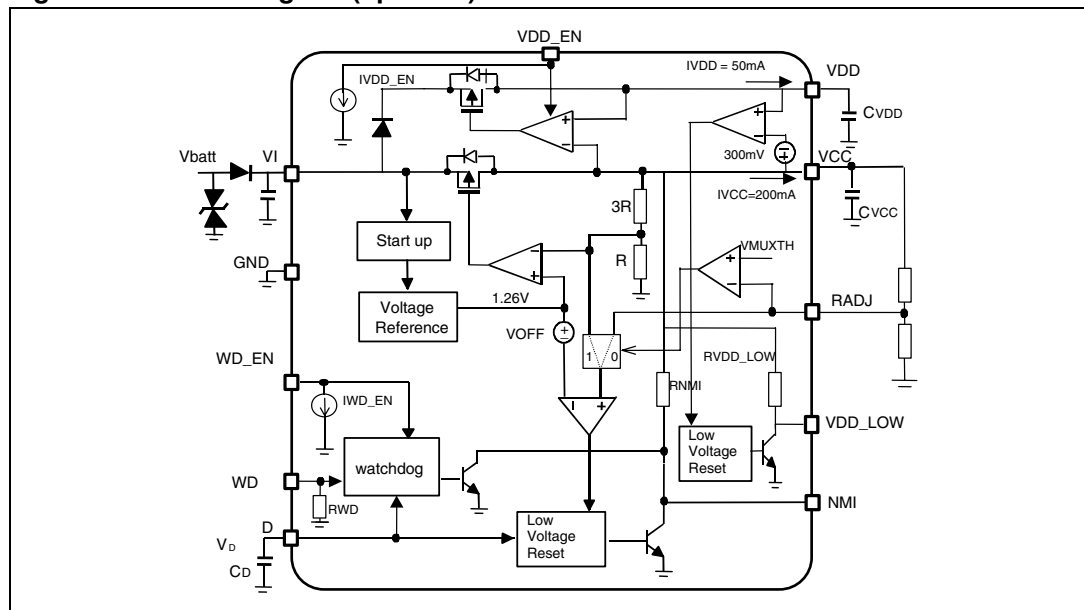 VDD_EN
IVDD_EN
IVDD = 50mA
VDD
+
-
+
-
CVDD
300mV
Vbatt
VI
VCC
IVCC=200mA
CVCC
3R
Start up
R
VMUXTH
GND
-
+
+
-
Voltage
Reference
1.26V
RADJ
VOFF
1 0
RVDD_LOW
WD_EN
RNMI
IWD_EN
- +
VDD_LOW
Low
Voltage
Reset
watchdog
WD
RWD
NMI
D
Low
Voltage
Reset
VD
CD